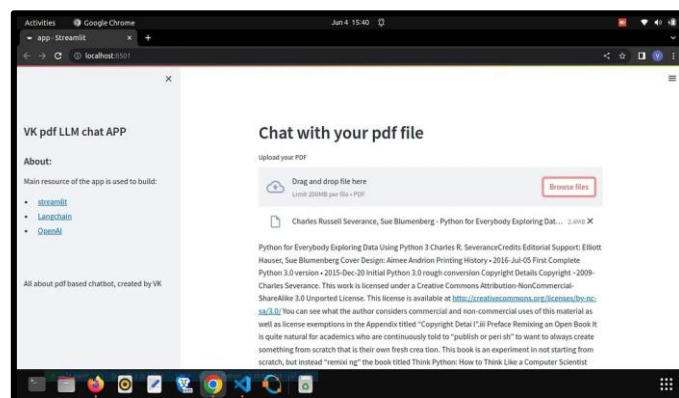 Activities
Google Chrome
Jun 4 15:40
app · Streamlit
localhost:8501
VK pdf LLM chat APP
About:
Main resource of the app is used to build:
streamlit
Langchain
OpenAI
All about pdf based chatbot, created by VK
Chat with your pdf file
Upload your PDF
Drag and drop file here
Limit 200MB per file • PDF
Browse files
Charles Russell Severance, Sue Blumenberg - Python for Everybody Exploring Dat... 2.4MB
Python for Everybody Exploring Data Using Python 3 Charles R. SeveranceCredits Editorial Support: Elliott
Hauser, Sue Blumenberg Cover Design: Aimee Andrion Printing History • 2016-Jul-05 First Complete
Python 3.0 version • 2015-Dec-20 Initial Python 3.0 rough conversion Copyright Details Copyright ~2009-
Charles Severance. This work is licensed under a Creative Commons Attribution-NonCommercial-
ShareAlike 3.0 Unported License. This license is available at http://creativecommons.org/licenses/by-nc-
sa/3.0/ You can see what the author considers commercial and non-commercial uses of this material as
well as license exemptions in the Appendix titled "Copyright Detai l".iii Preface Remixing an Open Book It
is quite natural for academics who are continuously told to "publish or peri sh" to want to always create
something from scratch that is their own fresh crea tion. This book is an experiment in not starting from
scratch, but instead "remixi ng" the book titled Think Python: How to Think Like a Computer Scientist